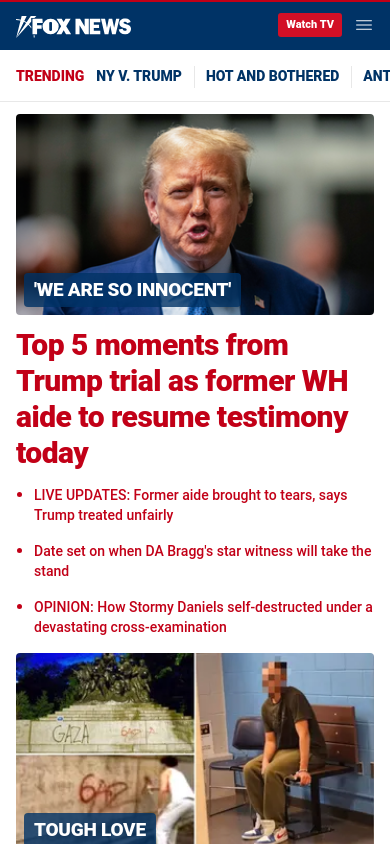 FOX NEWS
Watch TV
TRENDING NY V. TRUMP HOT AND BOTHERED ANT
'WE ARE SO INNOCENT'
Top 5 moments from
Trump trial as former WH
aide to resume testimony
today
LIVE UPDATES: Former aide brought to tears, says
Trump treated unfairly
Date set on when DA Bragg's star witness will take the
stand
OPINION: How Stormy Daniels self-destructed under a
devastating cross-examination
GAZA
TOUGH LOVE